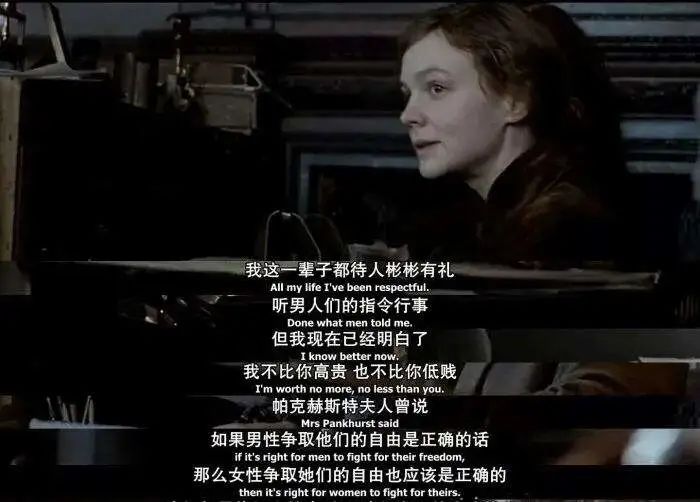 我这一辈子都待人彬彬有礼
All my life I've been respectful.
听男人们的指令行事
Done what men told me.
但我现在已经明白了
I know better now.
我不比你高贵 也不比你低贱
I'm worth no more, no less than you.
帕克赫斯特夫人曾说
Mrs Pankhurst said
如果男性争取他们的自由是正确的话
if it's right for men to fight for their freedom,
那么女性争取她们的自由也应该是正确的
then it's right for women to fight for theirs.